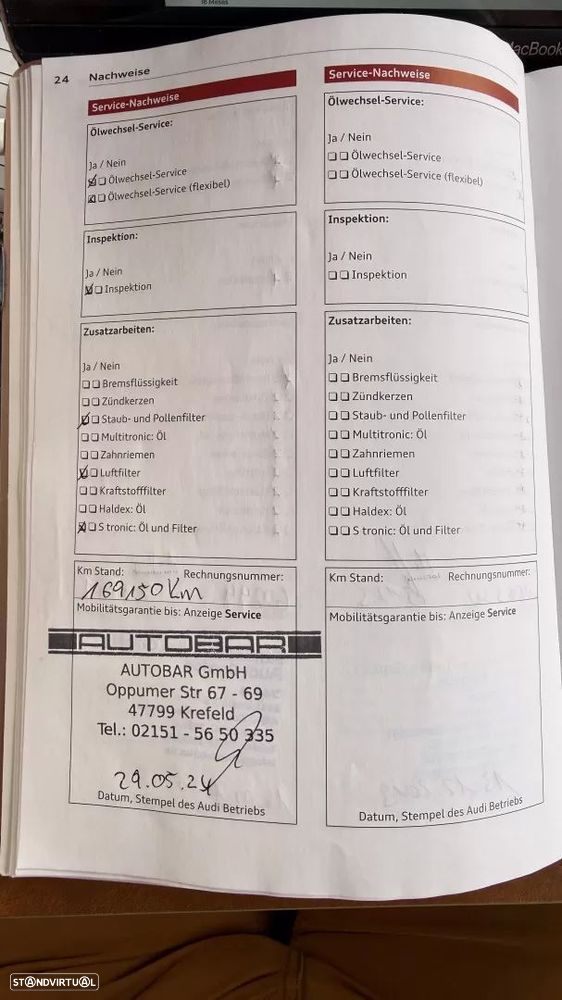 16 Meses
MacBook
24 Nachweise
Service-Nachweise
Ölwechsel-Service:
Ja / Nein
Ölwechsel-Service
Ölwechsel-Service (flexibel)
Inspektion:
Ja / Nein
Inspektion
Zusatzarbeiten:
Ja / Nein
Bremsflüssigkeit
Zündkerzen
Staub- und Pollenfilter
Multitronic: Öl
Zahnriemen
Luftfilter
Kraftstofffilter
Haldex: Öl
S tronic: Öl und Filter
Km Stand: Rechnungsnummer:
169150 Km
Mobilitätsgarantie bis: Anzeige Service
AUTOBAR
AUTOBAR GmbH
Oppumer Str 67 - 69
47799 Krefeld
Tel.: 02151 - 56 50 335
29.05.24
Datum, Stempel des Audi Betriebs
Service-Nachweise
Ölwechsel-Service:
Ja / Nein
Ölwechsel-Service
Ölwechsel-Service (flexibel)
Inspektion:
Ja / Nein
Inspektion
Zusatzarbeiten:
Ja / Nein
Bremsflüssigkeit
Zündkerzen
Staub- und Pollenfilter
Multitronic: Öl
Zahnriemen
Luftfilter
Kraftstofffilter
Haldex: Öl
S tronic: Öl und Filter
Km Stand: Rechnungsnummer:
Mobilitätsgarantie bis: Anzeige Service
Datum, Stempel des Audi Betriebs
STANDVIRTUAL